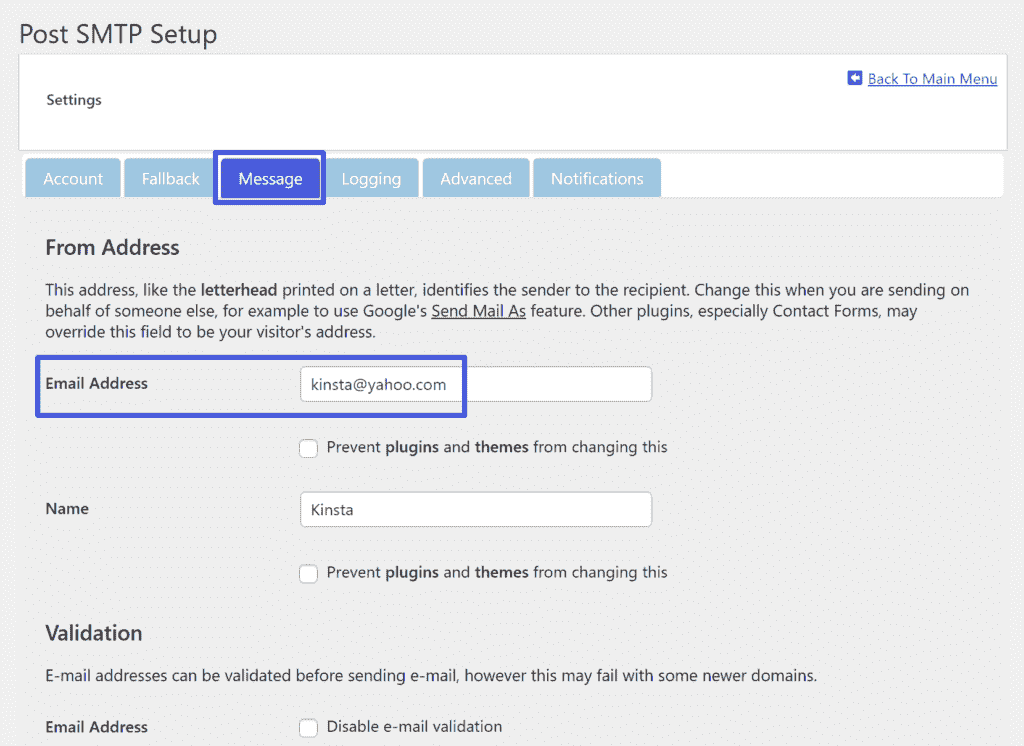 Post SMTP Setup
Back To Main Menu
Settings
Account Fallback Message Logging Advanced Notifications
From Address
This address, like the letterhead printed on a letter, identifies the sender to the recipient. Change this when you are sending on
behalf of someone else, for example to use Google's Send Mail As feature. Other plugins, especially Contact Forms, may
override this field to be your visitor's address.
Email Address kinsta@yahoo.com
Prevent plugins and themes from changing this
Name Kinsta
Prevent plugins and themes from changing this
Validation
E-mail addresses can be validated before sending e-mail, however this may fail with some newer domains.
Email Address Disable e-mail validation